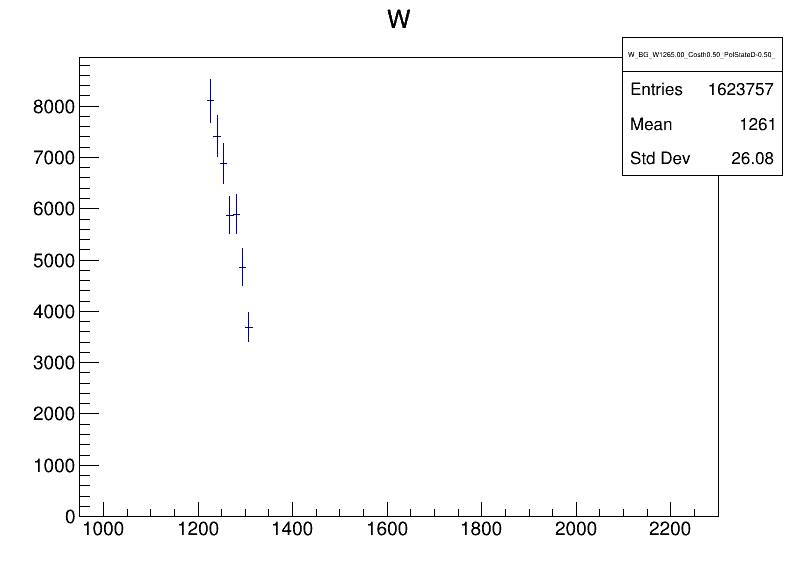 W
W_BG_W1265.00_Costh0.50_PolStateD-0.50_
Entries 1623757
Mean 1261
Std Dev 26.08
8000
7000
6000
5000
4000
3000
2000
1000
0
1000 1200 1400 1600 1800 2000 2200